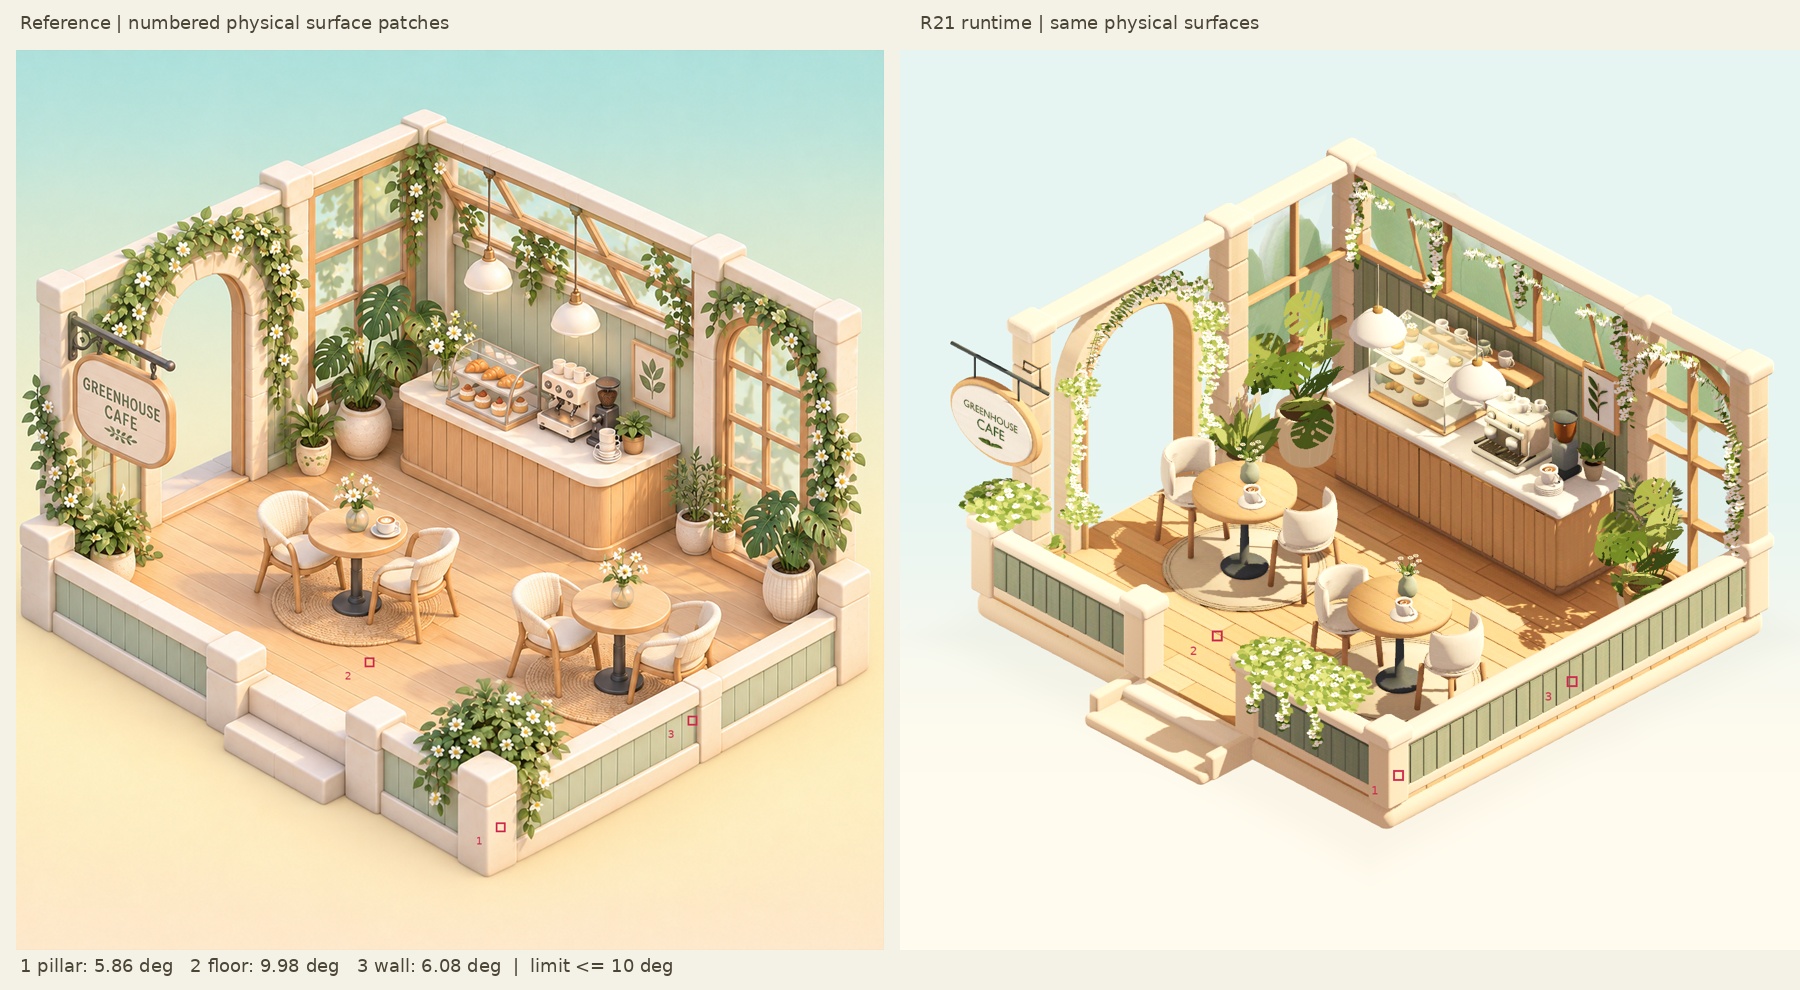 Reference | numbered physical surface patches
R21 runtime | same physical surfaces
GREENHOUSE
CAFE
GREENHOUSE
CAFE
2
3
1
2
3
1
1 pillar: 5.86 deg   2 floor: 9.98 deg   3 wall: 6.08 deg  |  limit <= 10 deg